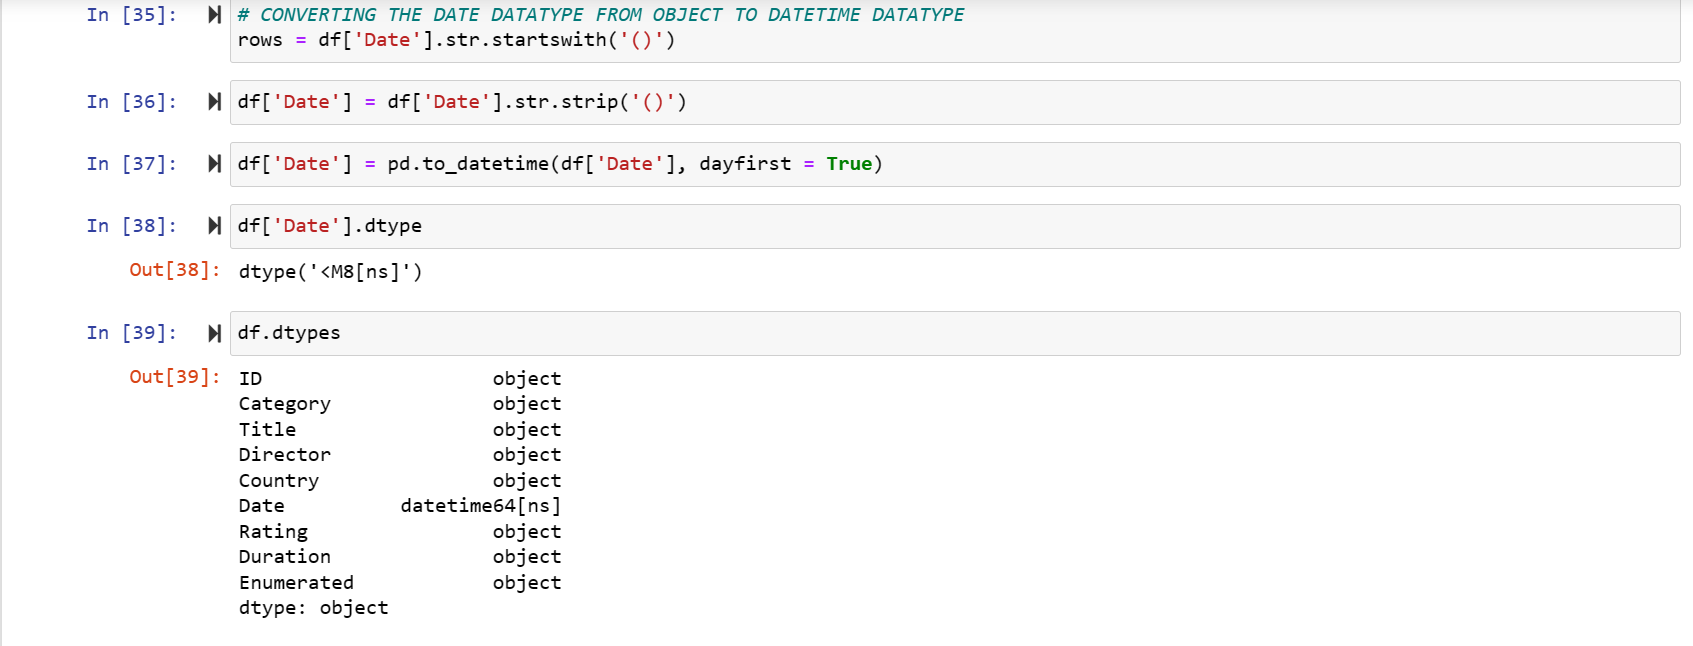 In [35]: # CONVERTING THE DATE DATATYPE FROM OBJECT TO DATETIME DATATYPE
rows = df['Date'].str.startswith('()')
In [36]: df['Date'] = df['Date'].str.strip('()')
In [37]: df['Date'] = pd.to_datetime(df['Date'], dayfirst = True)
In [38]: df['Date'].dtype
Out[38]: dtype('<M8[ns]')
In [39]: df.dtypes
Out[39]: ID object
Category object
Title object
Director object
Country object
Date datetime64[ns]
Rating object
Duration object
Enumerated object
dtype: object